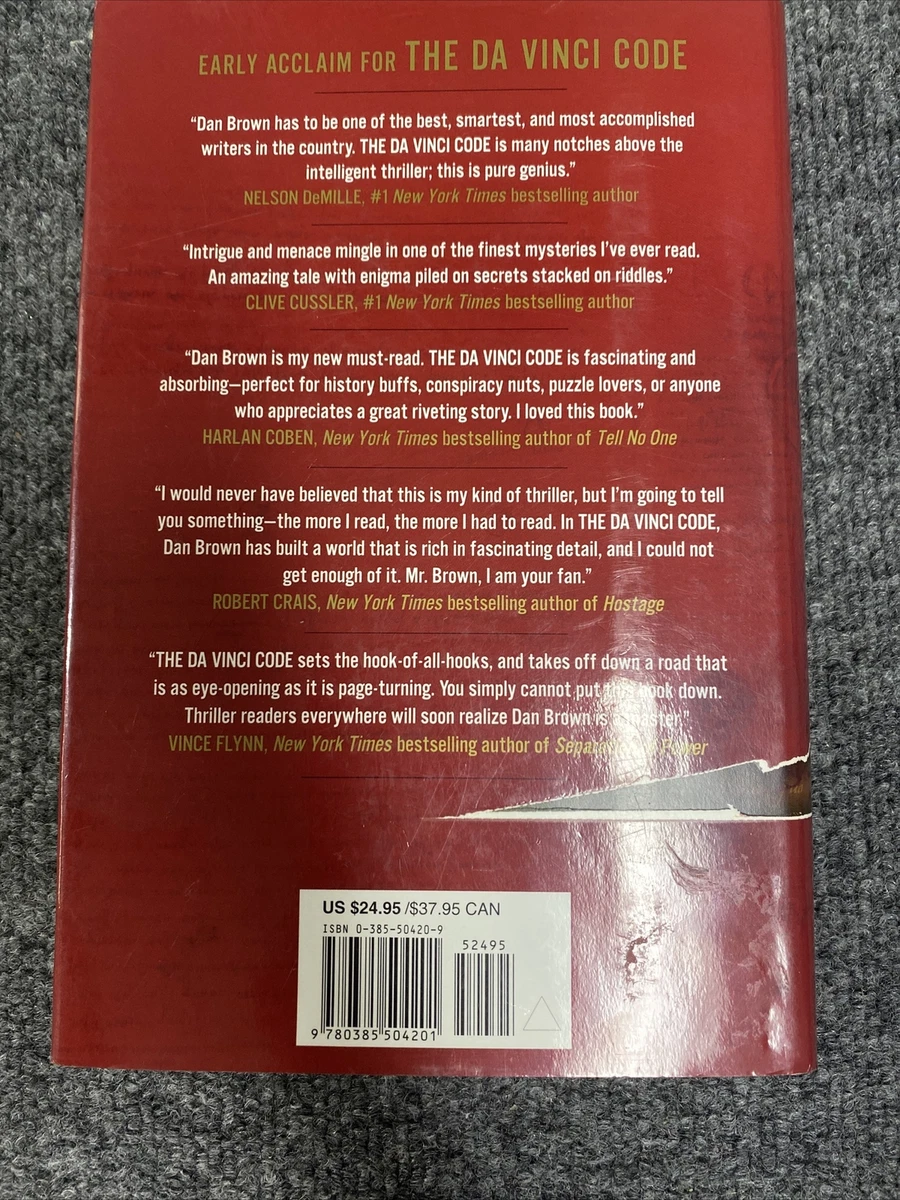 EARLY ACCLAIM FOR THE DA VINCI CODE
“Dan Brown has to be one of the best, smartest, and most accomplished
writers in the country. THE DA VINCI CODE is many notches above the
intelligent thriller; this is pure genius.”
NELSON DeMILLE, #1 New York Times bestselling author
“Intrigue and menace mingle in one of the finest mysteries I’ve ever read.
An amazing tale with enigma piled on secrets stacked on riddles.”
CLIVE CUSSLER, #1 New York Times bestselling author
“Dan Brown is my new must-read. THE DA VINCI CODE is fascinating and
absorbing—perfect for history buffs, conspiracy nuts, puzzle lovers, or anyone
who appreciates a great riveting story. I loved this book.”
HARLAN COBEN, New York Times bestselling author of Tell No One
“I would never have believed that this is my kind of thriller, but I’m going to tell
you something—the more I read, the more I had to read. In THE DA VINCI CODE,
Dan Brown has built a world that is rich in fascinating detail, and I could not
get enough of it. Mr. Brown, I am your fan.”
ROBERT CRAIS, New York Times bestselling author of Hostage
“THE DA VINCI CODE sets the hook-of-all-hooks, and takes off down a road that
is as eye-opening as it is page-turning. You simply cannot put this book down.
Thriller readers everywhere will soon realize Dan Brown is a master.”
VINCE FLYNN, New York Times bestselling author of Separation of Power
US $24.95 /$37.95 CAN
ISBN 0-385-50420-9
52495
9 780385 504201